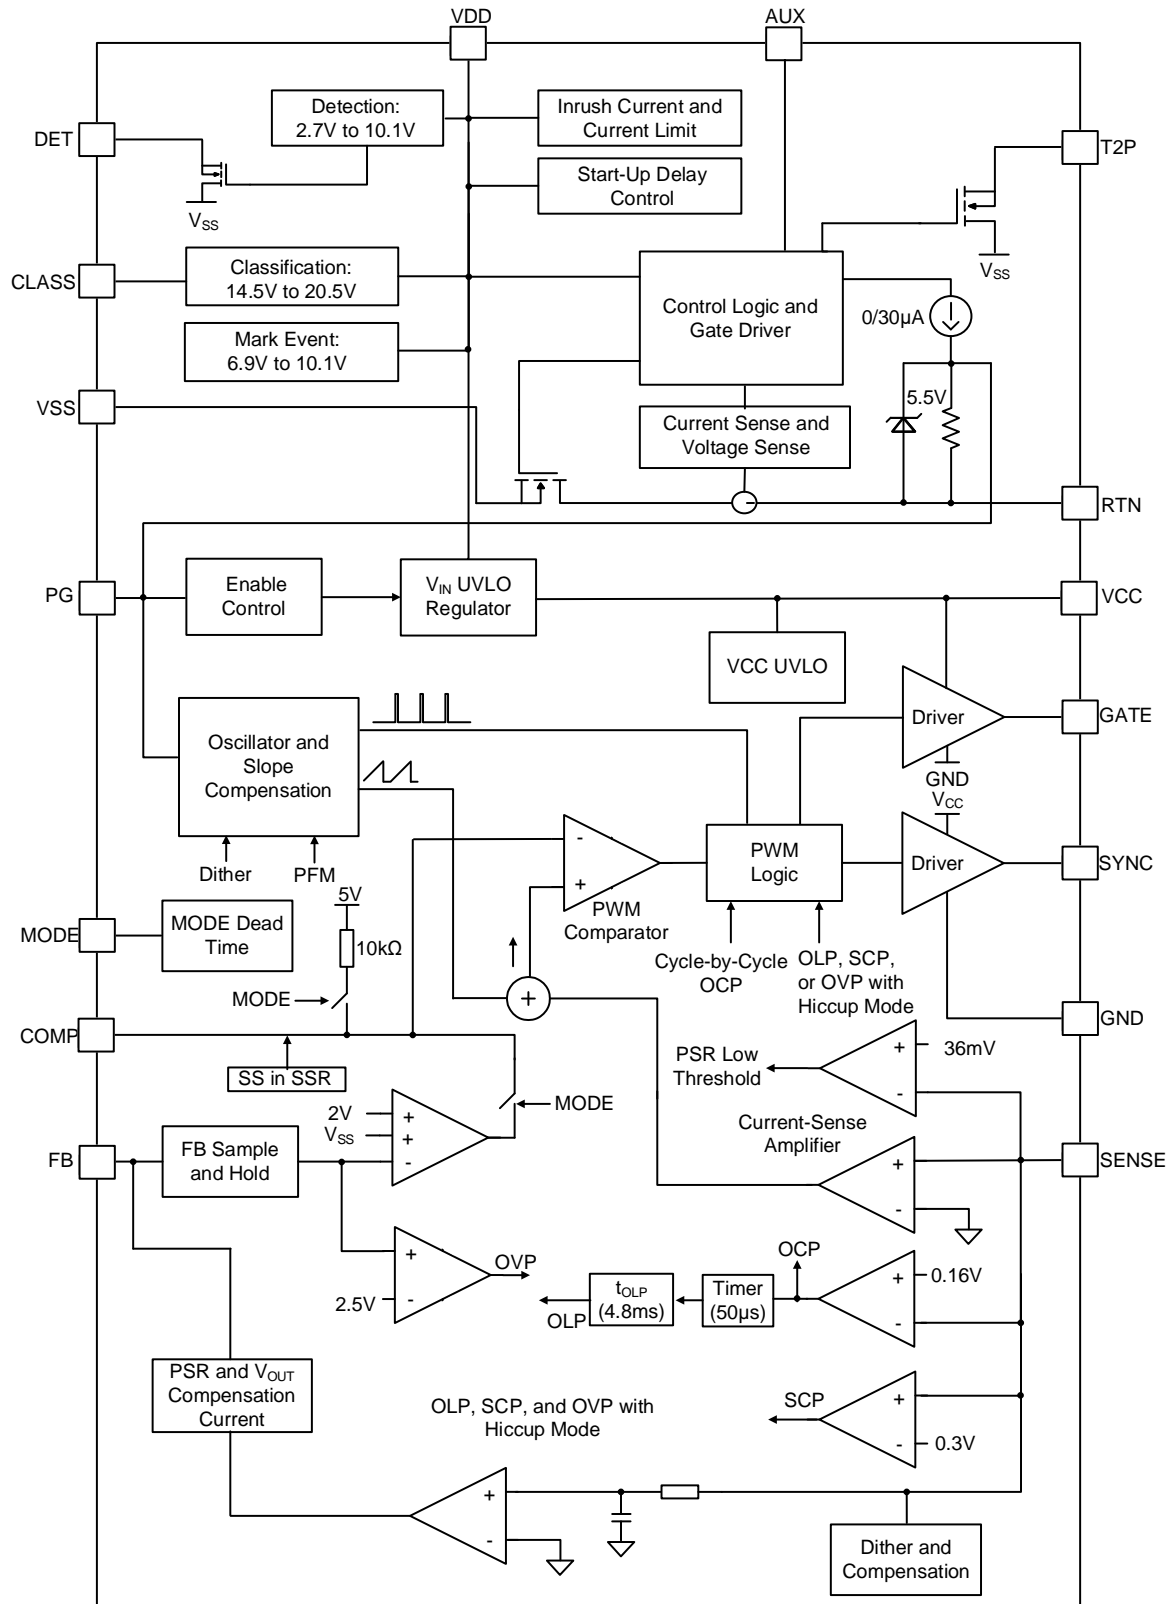 VDD
AUX
DET
Detection:
2.7V to 10.1V
Inrush Current and
Current Limit
T2P
Start-Up Delay
Control
VSS
VSS
CLASS
Classification:
14.5V to 20.5V
Control Logic and
Gate Driver
0/30µA
Mark Event:
6.9V to 10.1V
VSS
5.5V
Current Sense and
Voltage Sense
RTN
PG
Enable
Control
VIN UVLO
Regulator
VCC
VCC UVLO
Driver
GATE
GND
Oscillator and
Slope
Compensation
VCC
Dither
PFM
-
+
PWM
Comparator
PWM
Logic
Driver
SYNC
5V
10kΩ
MODE
MODE Dead
Time
MODE
Cycle-by-Cycle
OCP
OLP, SCP,
or OVP with
Hiccup Mode
+
COMP
GND
SS in SSR
PSR Low
Threshold
+
-
36mV
2V
VSS
+
+
-
MODE
FB
FB Sample
and Hold
Current-Sense
Amplifier
+
-
SENSE
+
-
2.5V
OVP
OLP
tOLP
(4.8ms)
Timer
(50µs)
OCP
+
-
0.16V
PSR and VOUT
Compensation
Current
OLP, SCP, and OVP with
Hiccup Mode
SCP
+
-
0.3V
+
-
Dither and
Compensation